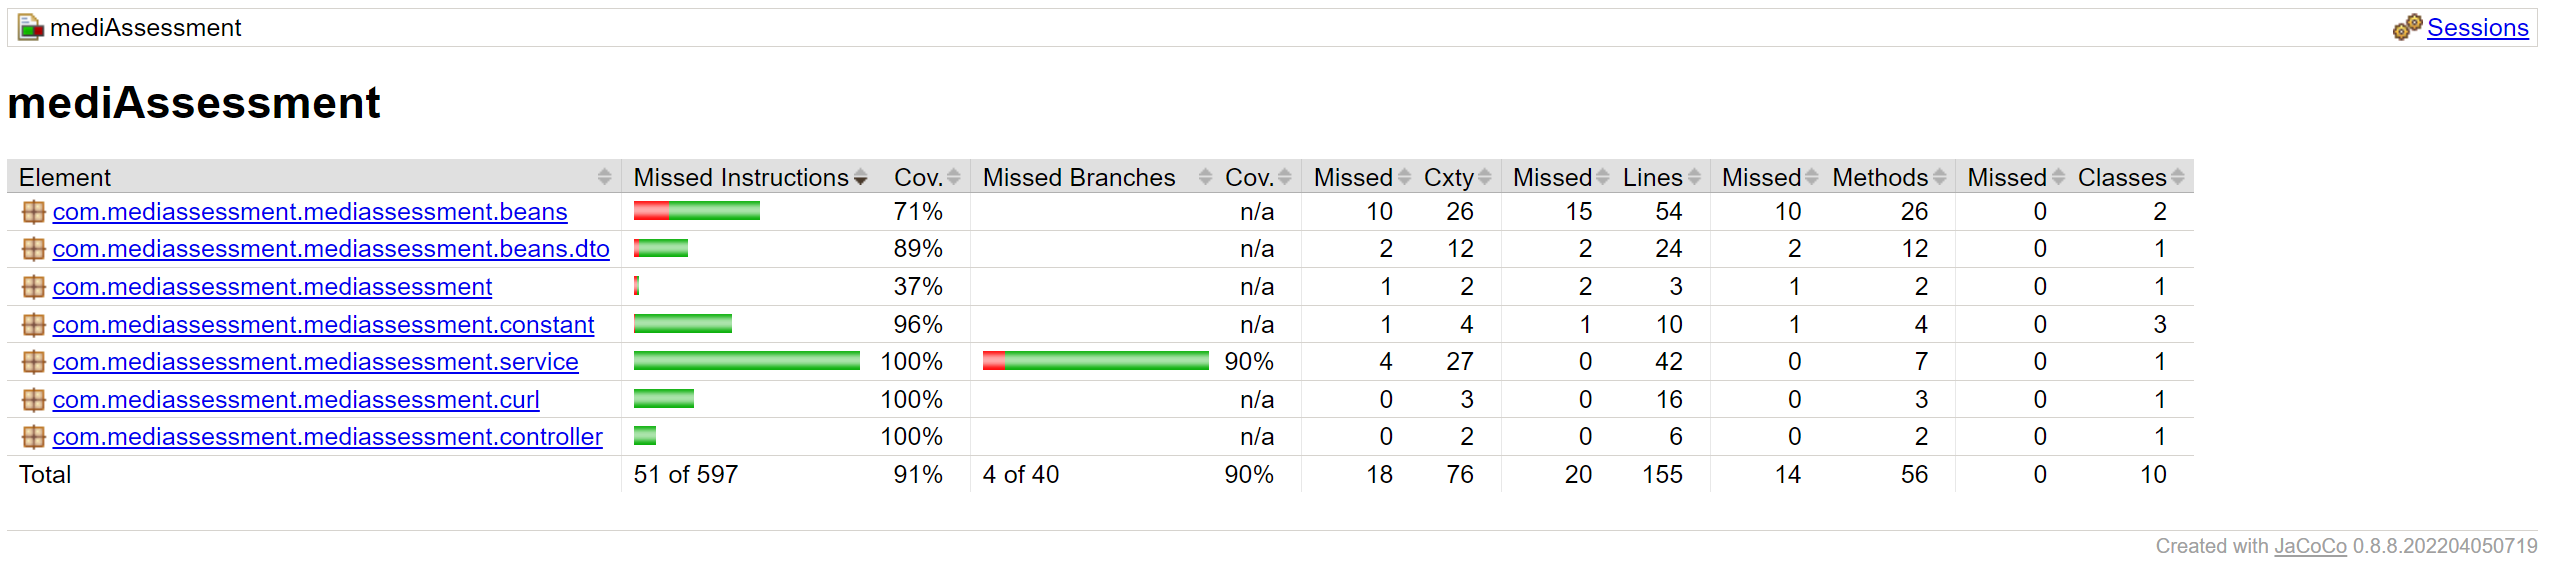 mediAssessment Sessions
mediAssessment
Element Missed Instructions Cov. Missed Branches Cov. Missed Cxty Missed Lines Missed Methods Missed Classes
com.mediassessment.mediassessment.beans 71% n/a 10 26 15 54 10 26 0 2
com.mediassessment.mediassessment.beans.dto 89% n/a 2 12 2 24 2 12 0 1
com.mediassessment.mediassessment 37% n/a 1 2 2 3 1 2 0 1
com.mediassessment.mediassessment.constant 96% n/a 1 4 1 10 1 4 0 3
com.mediassessment.mediassessment.service 100% 90% 4 27 0 42 0 7 0 1
com.mediassessment.mediassessment.curl 100% n/a 0 3 0 16 0 3 0 1
com.mediassessment.mediassessment.controller 100% n/a 0 2 0 6 0 2 0 1
Total 51 of 597 91% 4 of 40 90% 18 76 20 155 14 56 0 10
Created with JaCoCo 0.8.8.202204050719